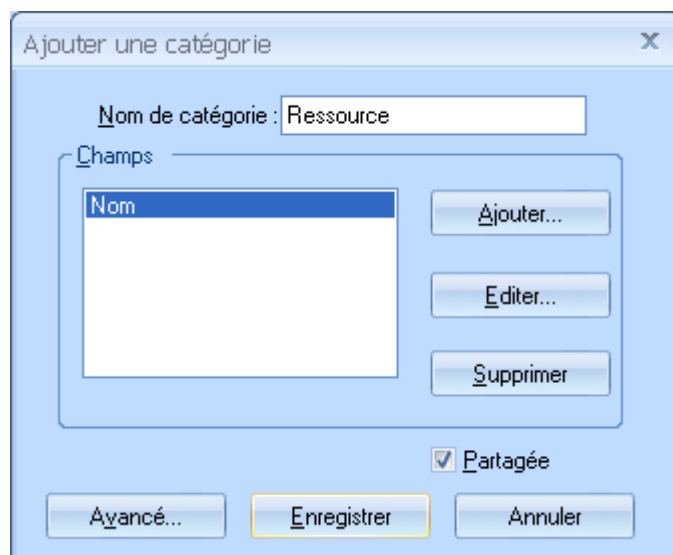 Ajouter une catégorie
Nom de catégorie : Ressource
Champs
Nom
Ajouter...
Editer...
Supprimer
Partagée
Avancé... Enregistrer Annuler